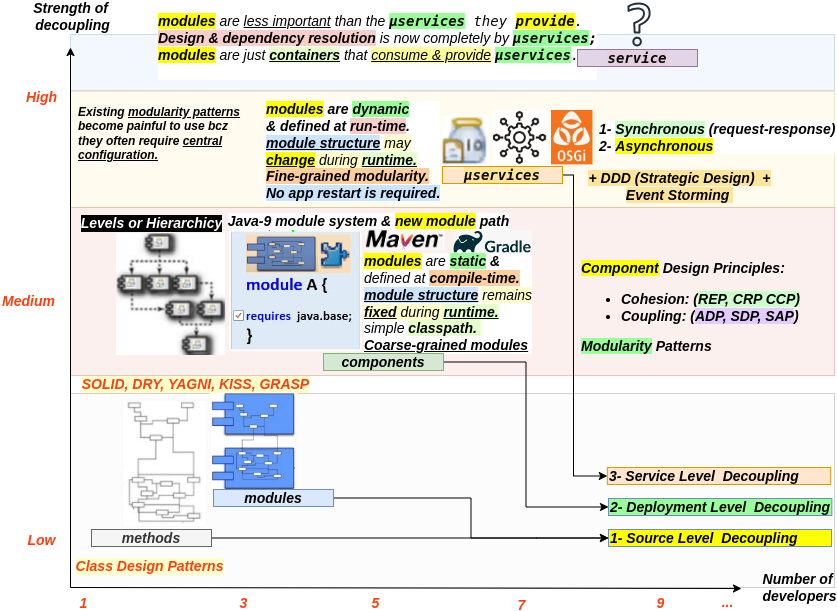 Strength of
decoupling
modules are less important than the µservices they provide.
Design & dependency resolution is now completely by µservices;
modules are just containers that consume & provide µservices.
?
service
High
Existing modularity patterns
become painful to use bcz
they often require central
configuration.
modules are dynamic
& defined at run-time.
module structure may
change during runtime.
Fine-grained modularity.
No app restart is required.
10
OSGi
µservices
1- Synchronous (request-response)
2- Asynchronous
+ DDD (Strategic Design) +
Event Storming
Levels or Hierarchicy
Java-9 module system & new module path
Maven™
Gradle
module A {
requires java.base;
}
modules are static &
defined at compile-time.
module structure remains
fixed during runtime.
simple classpath.
Coarse-grained modules
components
Medium
Component Design Principles:
• Cohesion: (REP, CRP CCP)
• Coupling: (ADP, SDP, SAP)
Modularity Patterns
SOLID, DRY, YAGNI, KISS, GRASP
modules
methods
3- Service Level Decoupling
2- Deployment Level Decoupling
1- Source Level Decoupling
Low
Class Design Patterns
Number of
developers
1 3 5 7 9 ...